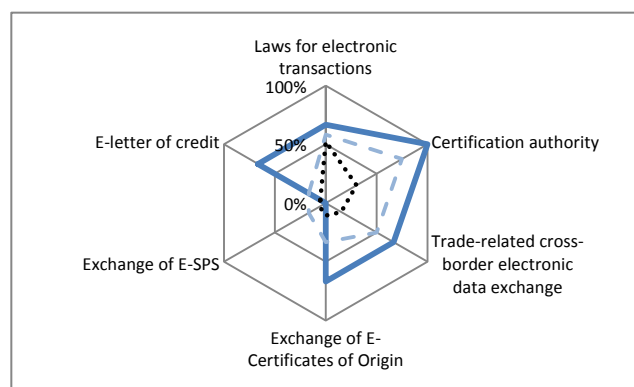 Laws for electronic
transactions
100%
E-letter of credit
50%
Certification authority
0%
Exchange of E-SPS
Trade-related cross-
border electronic
data exchange
Exchange of E-
Certificates of Origin